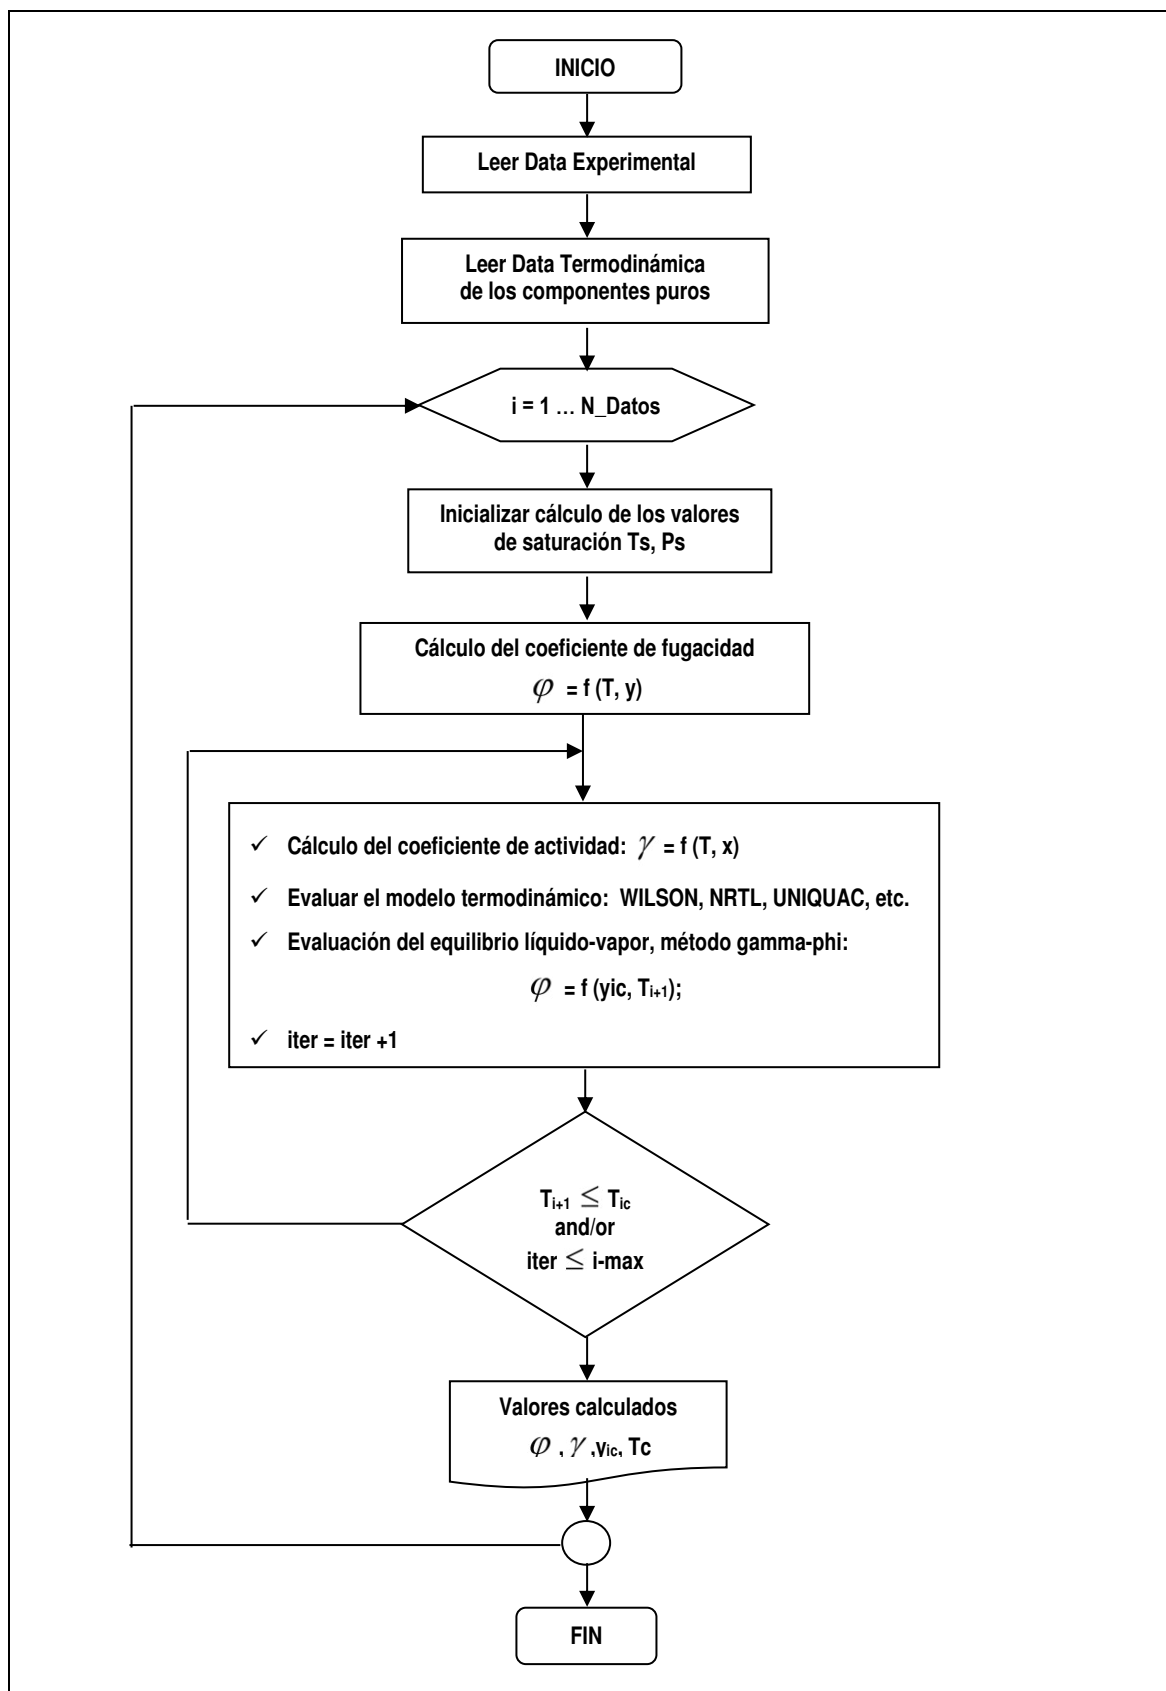 INICIO
Leer Data Experimental
Leer Data Termodinámica
de los componentes puros
i = 1 … N_Datos
Inicializar cálculo de los valores
de saturación Ts, Ps
Cálculo del coeficiente de fugacidad
φ = f (T, y)
✓ Cálculo del coeficiente de actividad: γ = f (T, x)
✓ Evaluar el modelo termodinámico: WILSON, NRTL, UNIQUAC, etc.
✓ Evaluación del equilibrio líquido-vapor, método gamma-phi:
φ = f (yic, Ti+1);
✓ iter = iter +1
Ti+1 ≤ Tic
and/or
iter ≤ i-max
Valores calculados
φ , γ ,yic, Tc
FIN